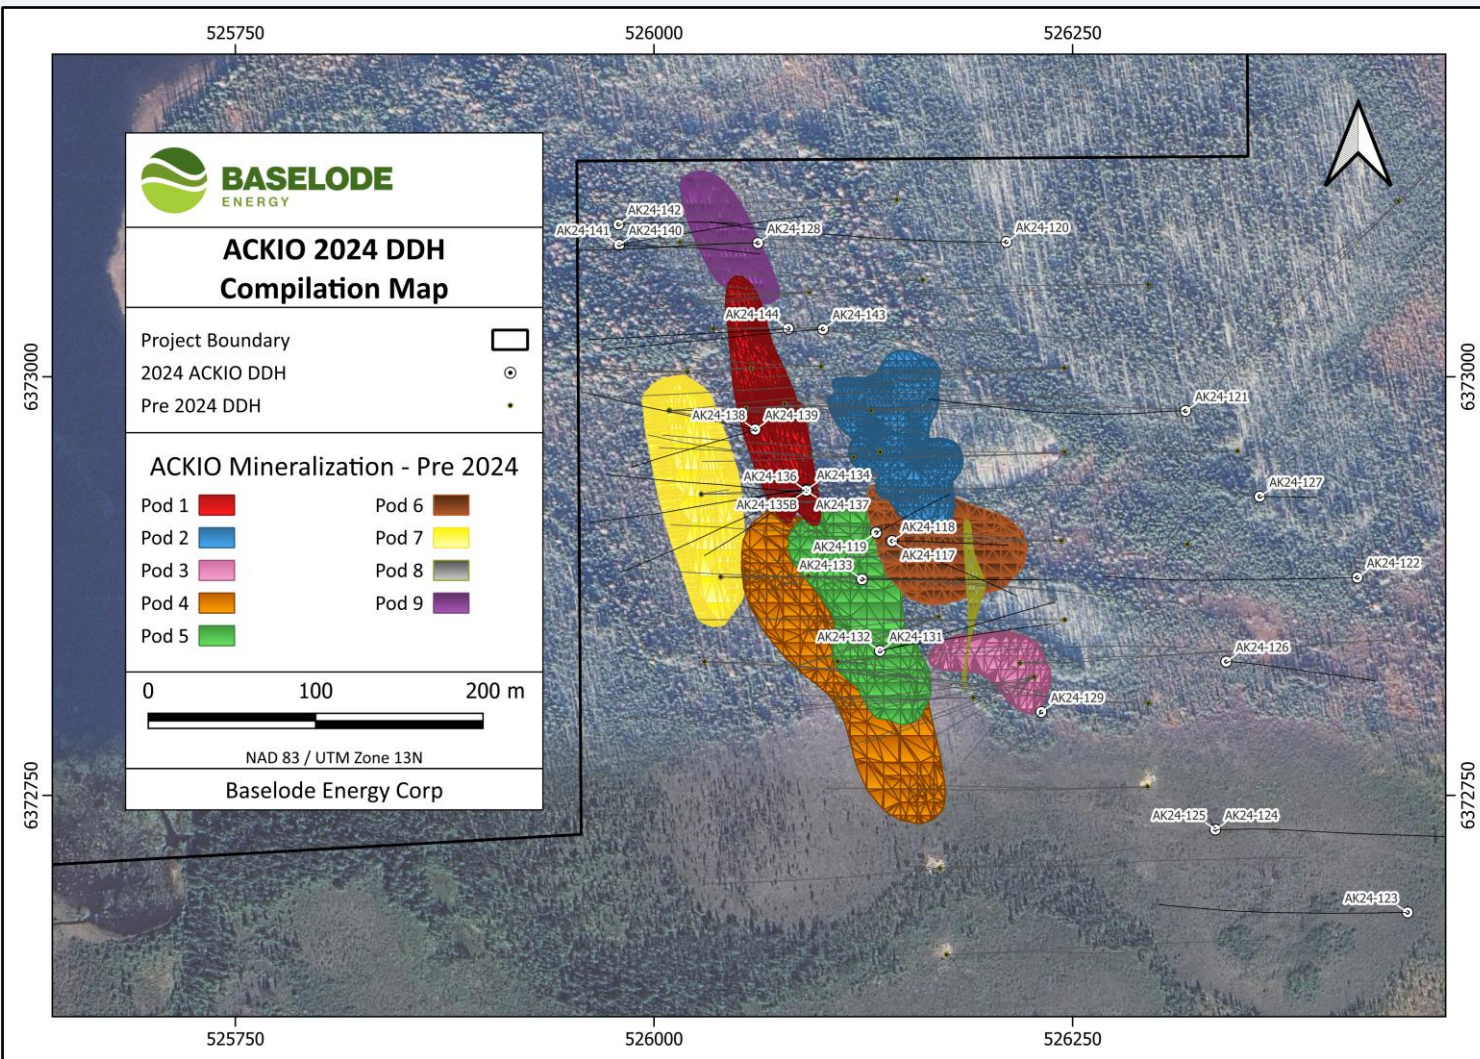 525750
526000
526250
BASELODE
ENERGY
ACKIO 2024 DDH
Compilation Map
Project Boundary
2024 ACKIO DDH
Pre 2024 DDH
ACKIO Mineralization - Pre 2024
Pod 1
Pod 6
Pod 2
Pod 7
Pod 3
Pod 8
Pod 4
Pod 9
Pod 5
0 100 200 m
NAD 83 / UTM Zone 13N
Baselode Energy Corp
6373000
6372750
AK24-142
AK24-141
AK24-140
AK24-128
AK24-120
AK24-144
AK24-143
AK24-138
AK24-139
AK24-121
AK24-136
AK24-134
AK24-135B
AK24-137
AK24-127
AK24-118
AK24-119
AK24-117
AK24-133
AK24-122
AK24-132
AK24-131
AK24-126
AK24-129
AK24-125
AK24-124
AK24-123
6373000
6372750
525750
526000
526250